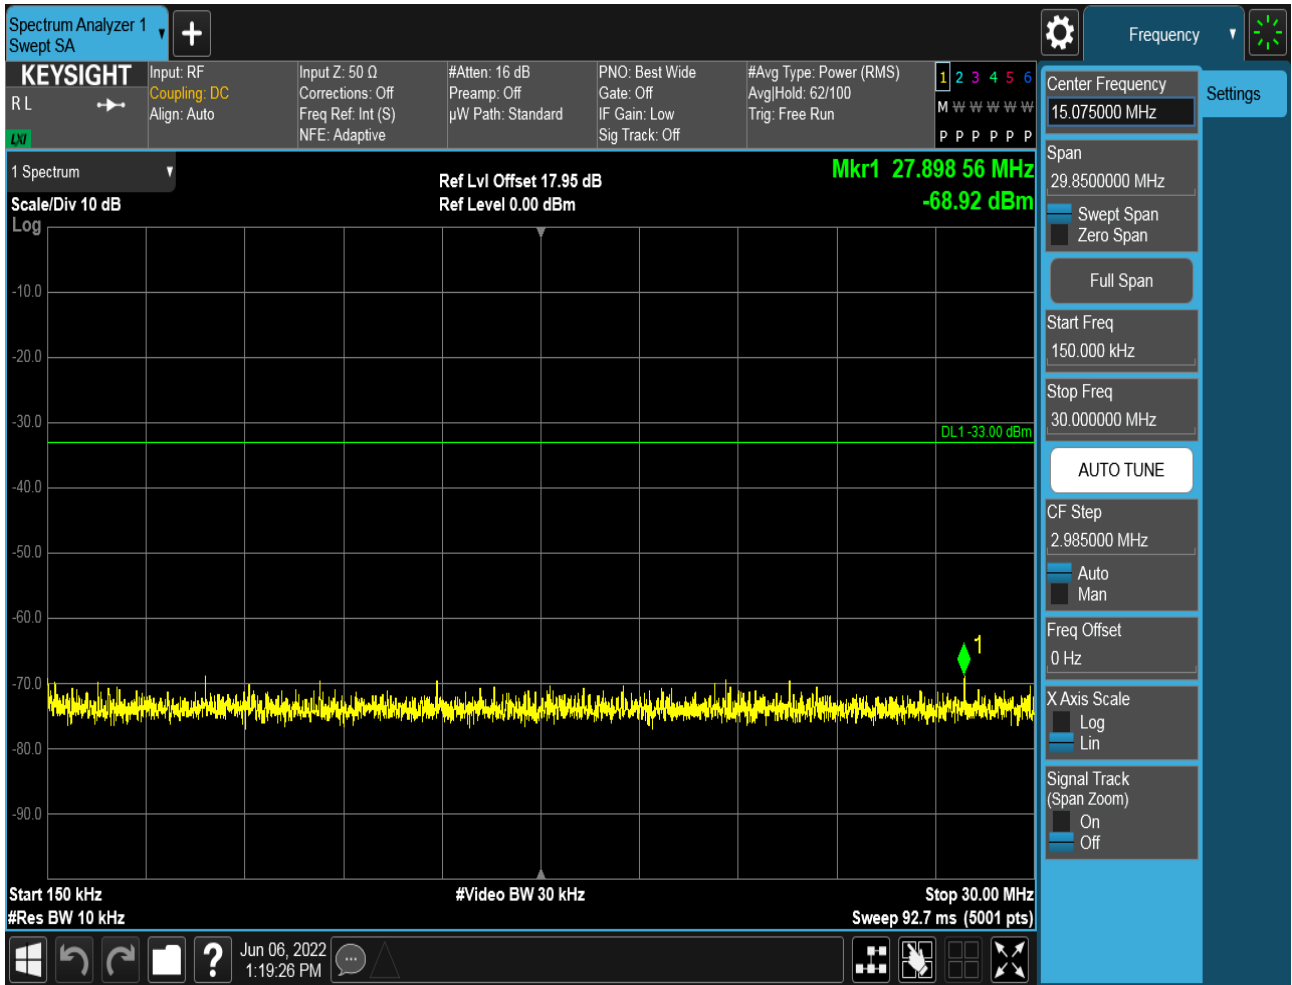 Spectrum Analyzer 1
Swept SA
+
Frequency
KEYSIGHT
R L
LXI
Input: RF
Coupling: DC
Align: Auto
Input Z: 50 Ω
Corrections: Off
Freq Ref: Int (S)
NFE: Adaptive
#Atten: 16 dB
Preamp: Off
µW Path: Standard
PNO: Best Wide
Gate: Off
IF Gain: Low
Sig Track: Off
#Avg Type: Power (RMS)
Avg|Hold: 62/100
Trig: Free Run
1 2 3 4 5 6
M W W W W W
P P P P P P
1 Spectrum
Scale/Div 10 dB
Log
Ref Lvl Offset 17.95 dB
Ref Level 0.00 dBm
Mkr1 27.898 56 MHz
-68.92 dBm
-10.0
-20.0
-30.0
DL1 -33.00 dBm
-40.0
-50.0
-60.0
1
-70.0
-80.0
-90.0
Start 150 kHz
#Res BW 10 kHz
#Video BW 30 kHz
Stop 30.00 MHz
Sweep 92.7 ms (5001 pts)
Center Frequency
15.075000 MHz
Settings
Span
29.8500000 MHz
Swept Span
Zero Span
Full Span
Start Freq
150.000 kHz
Stop Freq
30.000000 MHz
AUTO TUNE
CF Step
2.985000 MHz
Auto
Man
Freq Offset
0 Hz
X Axis Scale
Log
Lin
Signal Track
(Span Zoom)
On
Off
?
Jun 06, 2022
1:19:26 PM